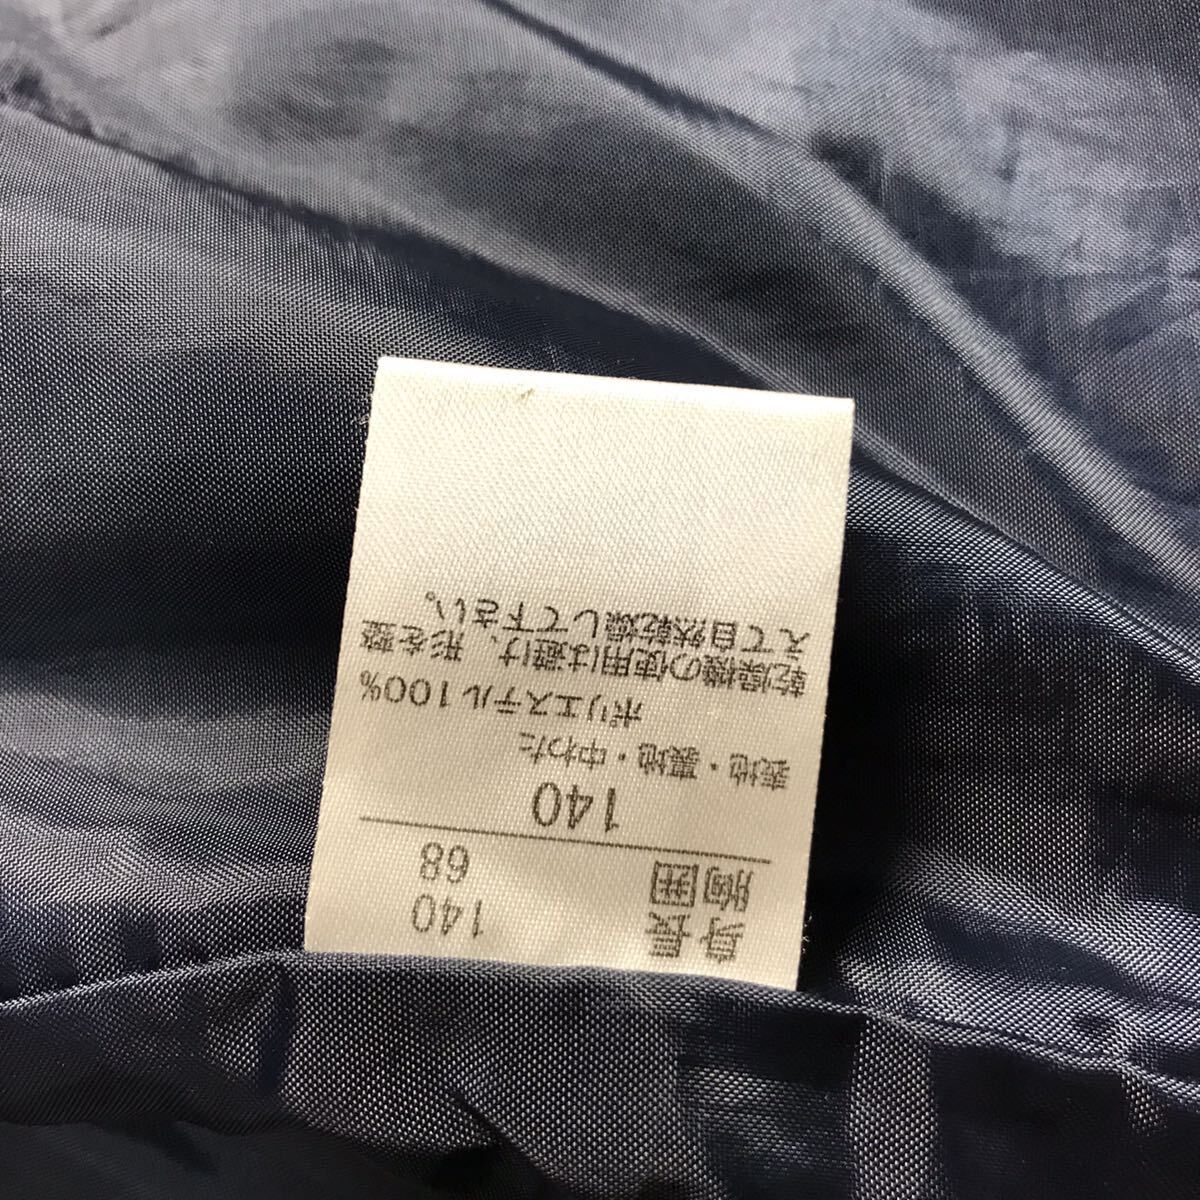 身長 140
胸囲 68
140
表地・裏地・中わた
ポリエステル100%
乾燥機の使用は避け、形を整
えて自然乾燥して下さい。